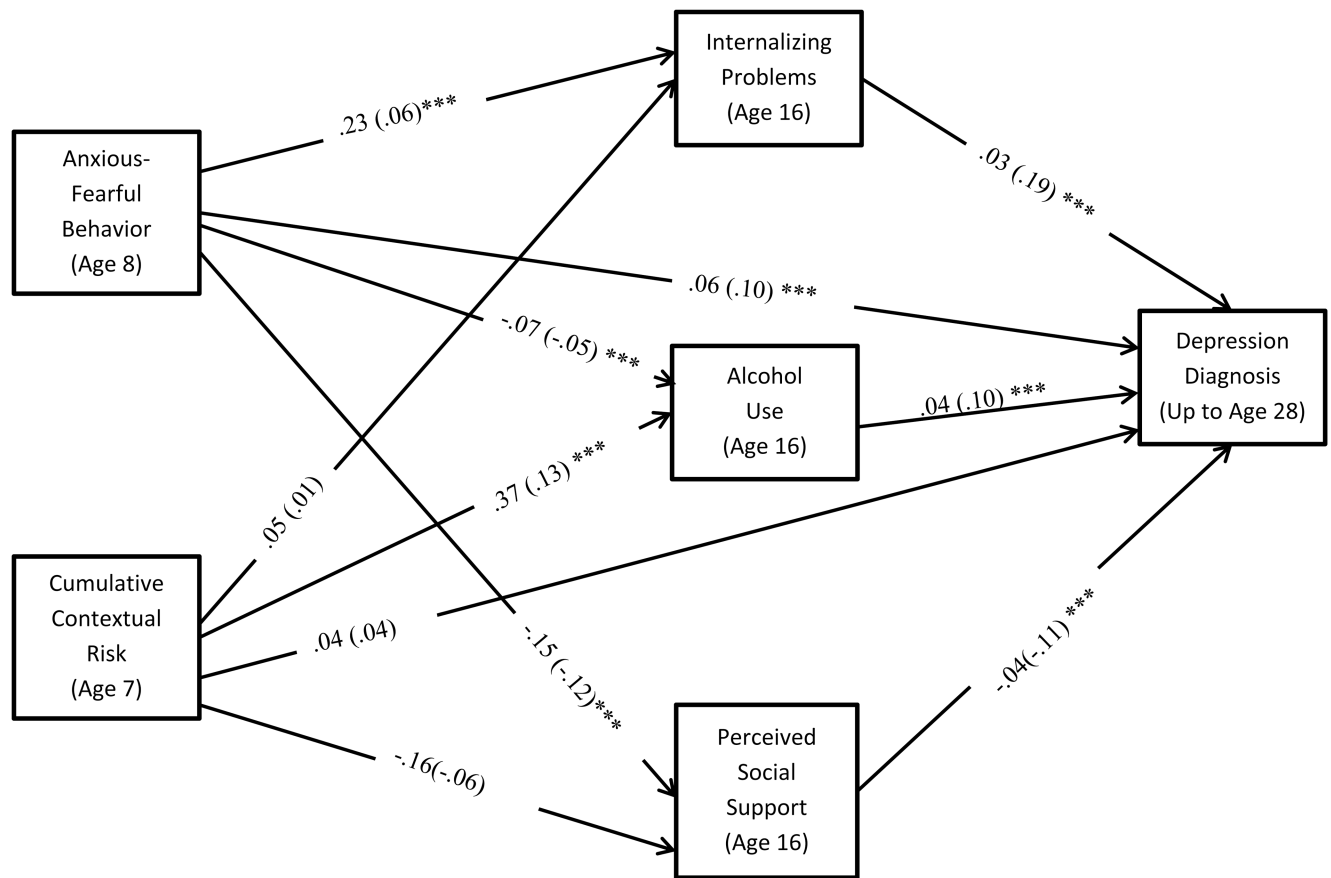 Internalizing
Problems
(Age 16)
.23 (.06)***
Anxious-
Fearful
Behavior
(Age 8)
.03 (.19) ***
.06 (.10) ***
-.07 (-.05) ***
Alcohol
Use
(Age 16)
.04 (.10) ***
Depression
Diagnosis
(Up to Age 28)
.37 (.13) ***
.05 (.01)
Cumulative
Contextual
Risk
(Age 7)
.04 (.04)
-.15 (-.12)***
-.04(-.11) ***
-.16(-.06)
Perceived
Social
Support
(Age 16)